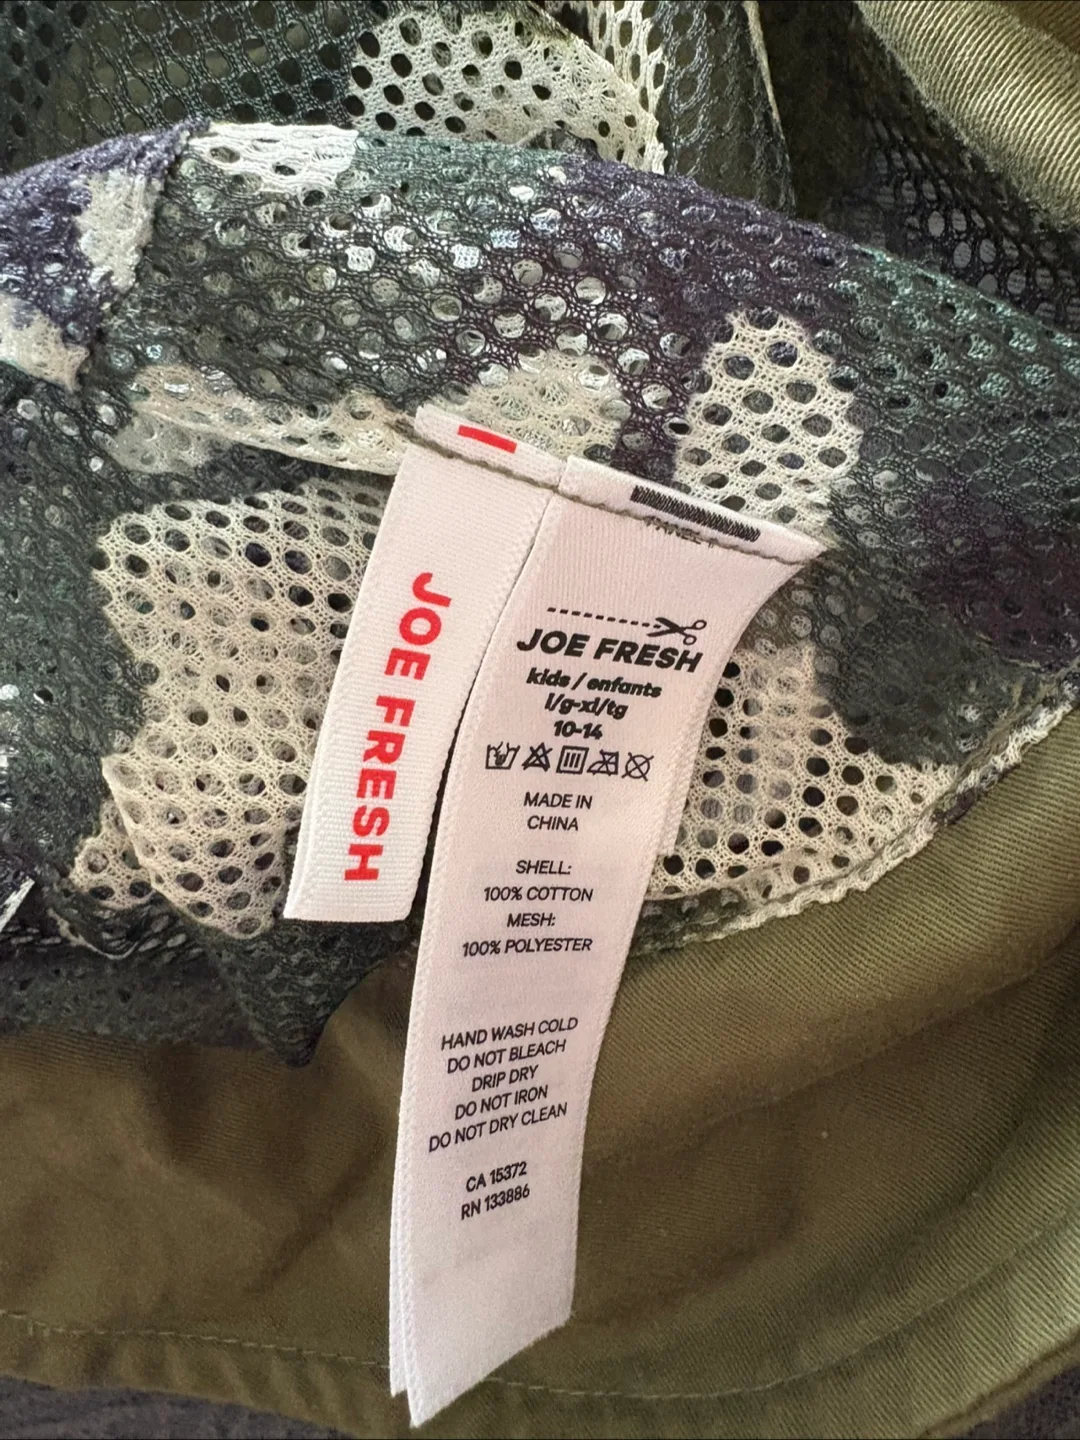 JOE FRESH
JOE FRESH
kids / enfants
l/g-xl/tg
10-14
MADE IN
CHINA
SHELL:
100% COTTON
MESH:
100% POLYESTER
HAND WASH COLD
DO NOT BLEACH
DRIP DRY
DO NOT IRON
DO NOT DRY CLEAN
CA 15372
RN 133886